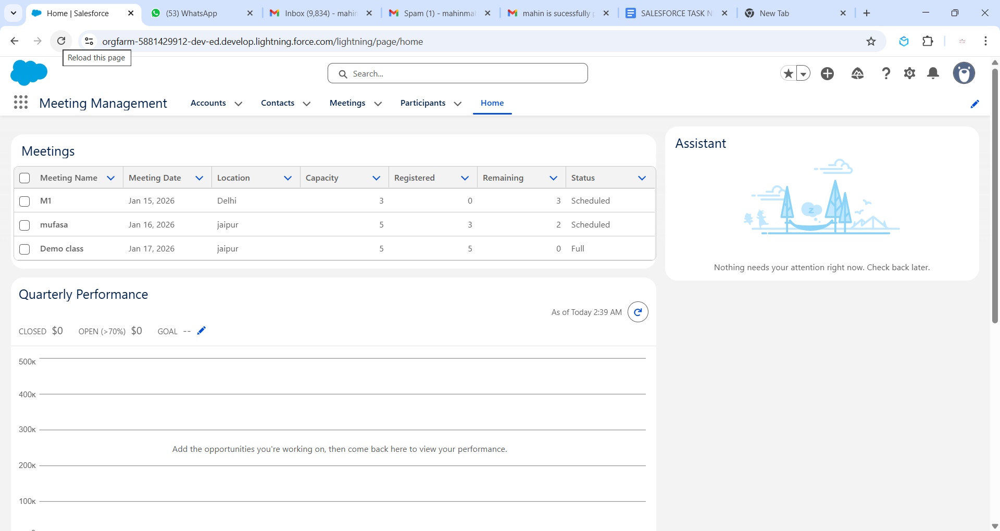 Home | Salesforce
(53) WhatsApp
Inbox (9,834) - mahin
Spam (1) - mahinmal
mahin is sucessfully
SALESFORCE TASK N
New Tab
orgfarm-5881429912-dev-ed.develop.lightning.force.com/lightning/page/home
Reload this page
Search...
Meeting Management
Accounts
Contacts
Meetings
Participants
Home
Meetings
Meeting Name Meeting Date Location Capacity Registered Remaining Status
M1 Jan 15, 2026 Delhi 3 0 3 Scheduled
mufasa Jan 16, 2026 jaipur 5 3 2 Scheduled
Demo class Jan 17, 2026 jaipur 5 5 0 Full
Assistant
z
Nothing needs your attention right now. Check back later.
Quarterly Performance
As of Today 2:39 AM
CLOSED $0 OPEN (>70%) $0 GOAL --
500K
400K
300K
Add the opportunities you're working on, then come back here to view your performance.
200K
100K